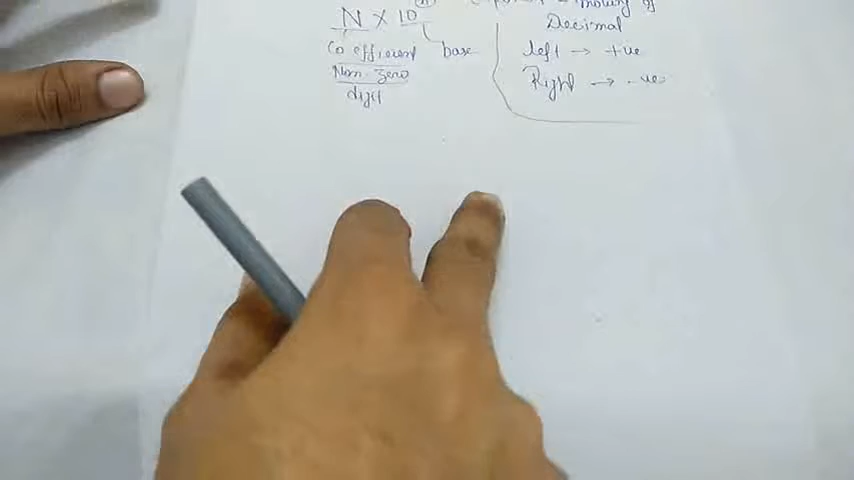 N X 10
Decimal
Co efficient base left → +ve
Non-Zero Right → -ve
digit